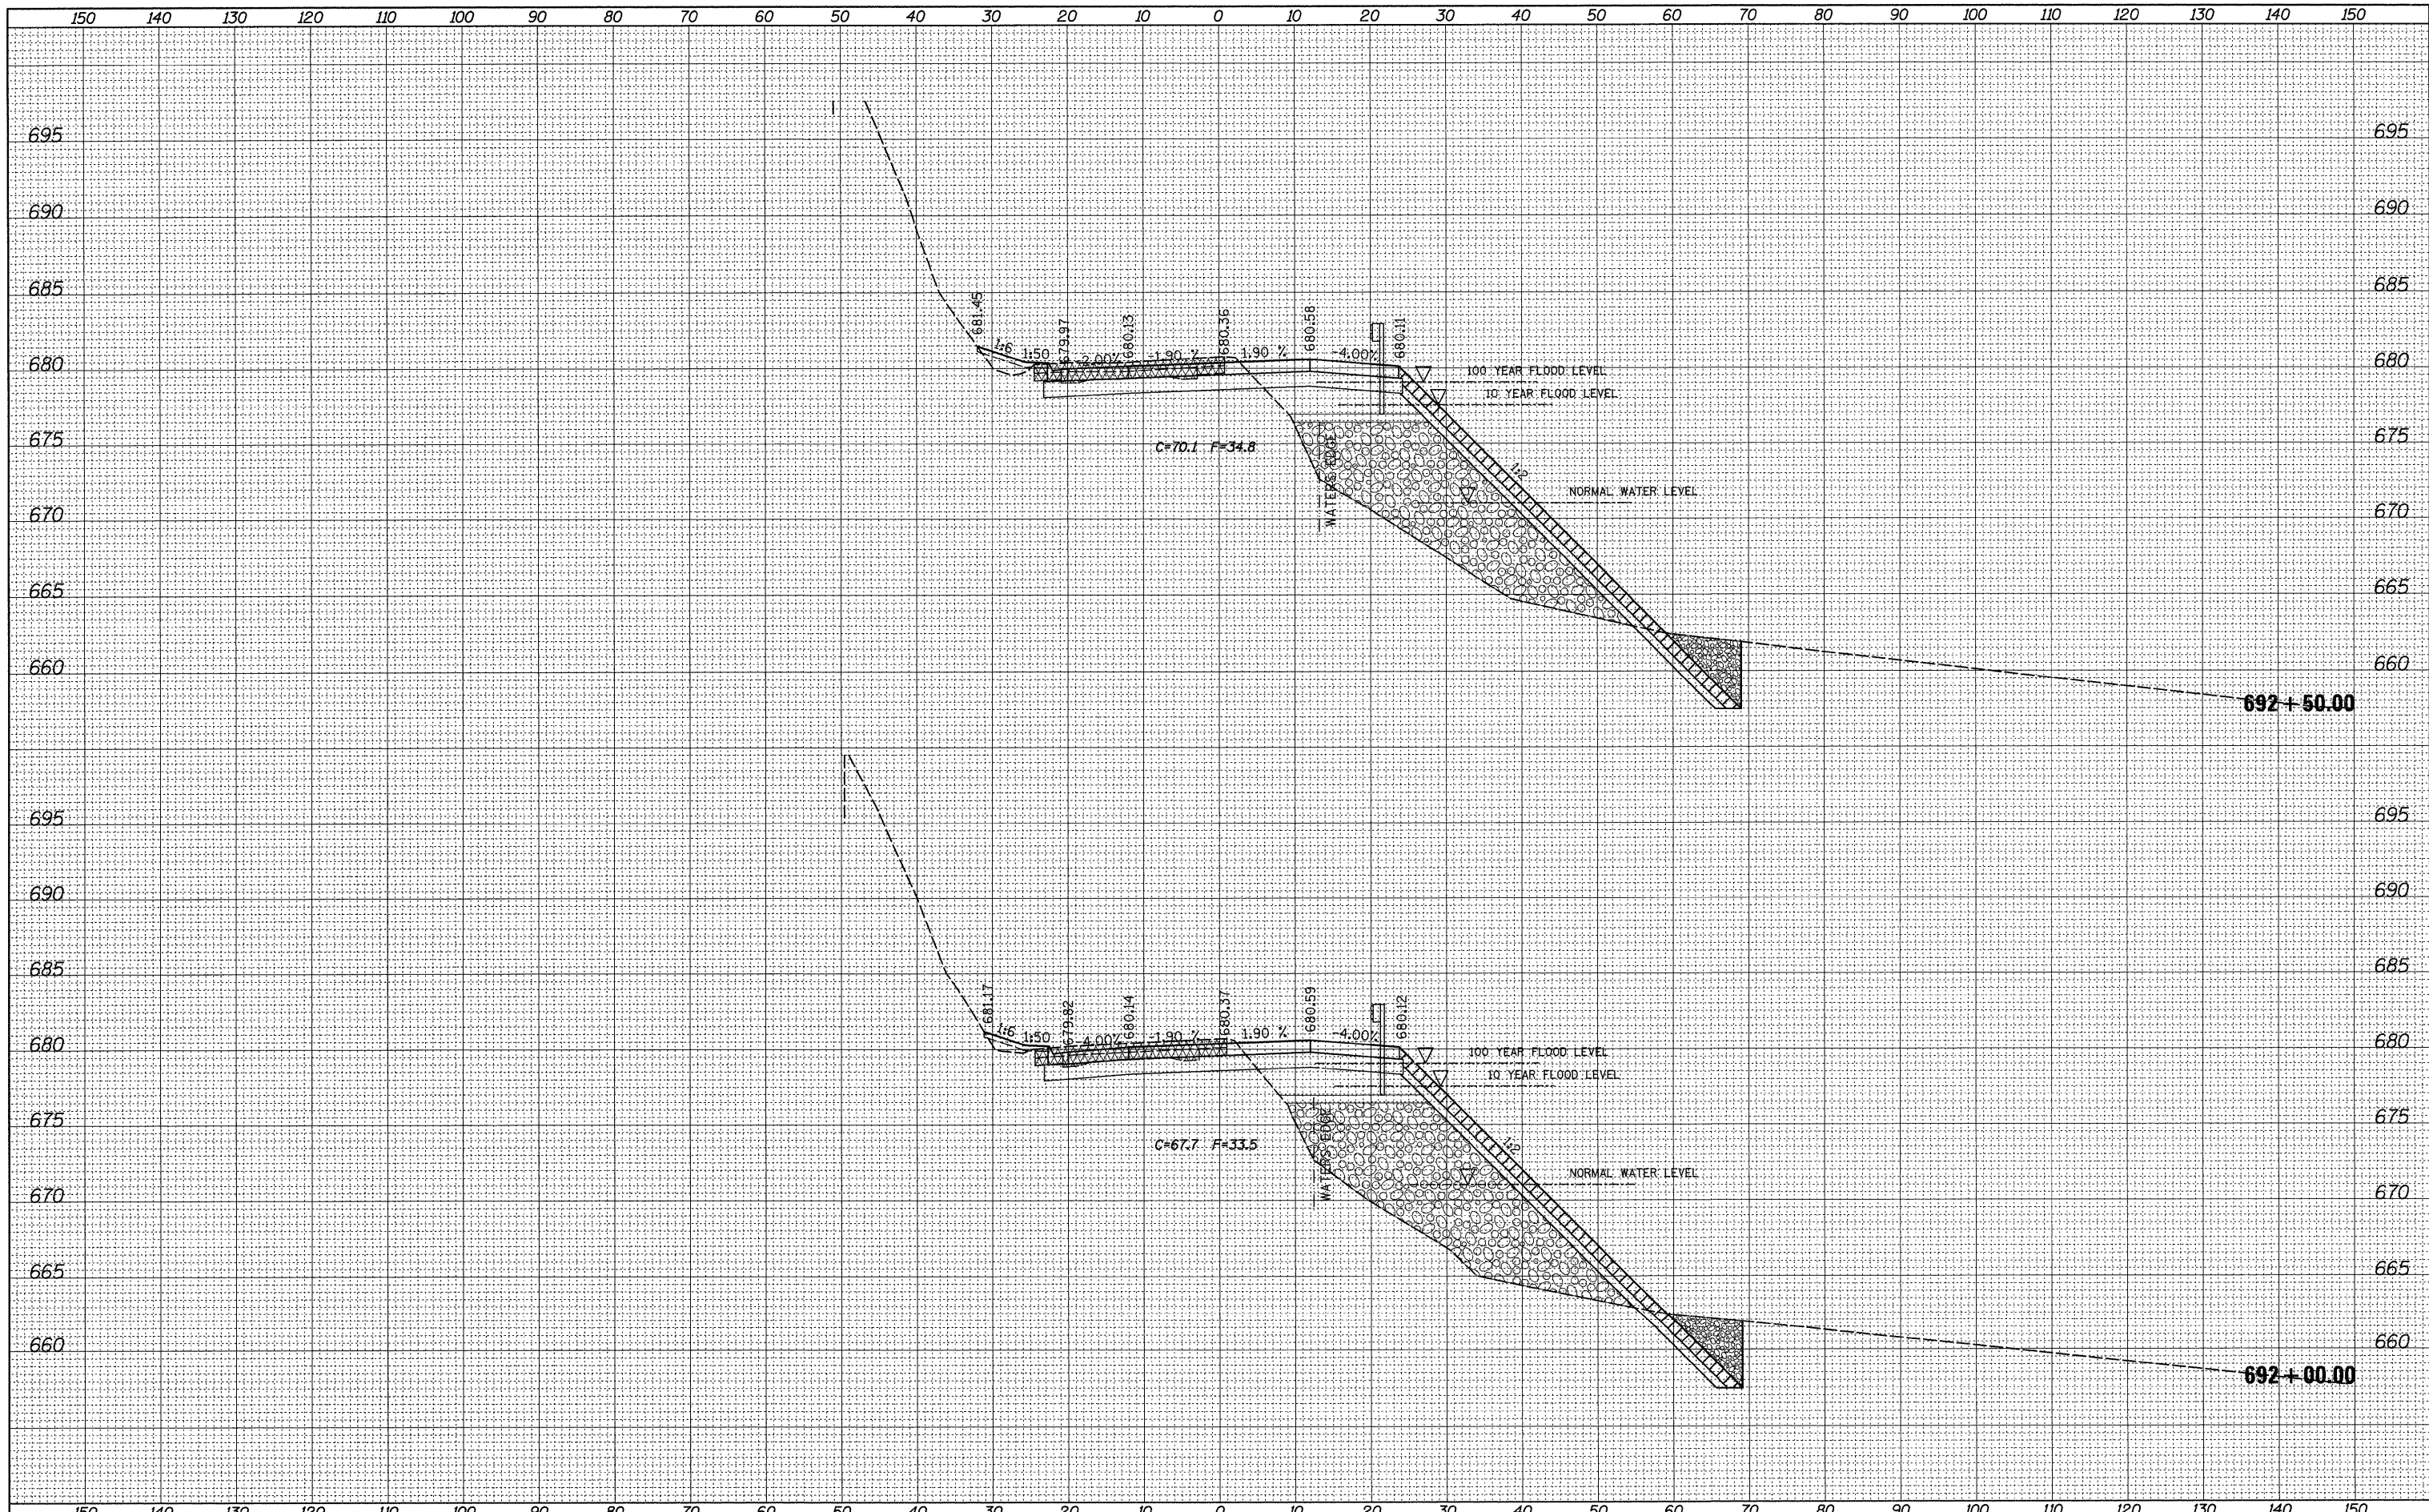 150 140 130 120 110 100 90 80 70 60 50 40 30 20 10 0 10 20 30 40 50 60 70 80 90 100 110 120 130 140 150
695 695
690 690
685 685
681.45 679.97 680.13 680.36 680.58 680.11
680 1:6 1:50 -2.00% -1.90 % 1.90 % -4.00% 680
100 YEAR FLOOD LEVEL
10 YEAR FLOOD LEVEL
675 C=70.1 F=34.8 WATERS EDGE 1:2 675
NORMAL WATER LEVEL
670 670
665 665
660 660
692 + 50.00
695 695
690 690
685 685
681.17 679.82 680.14 680.37 680.59 680.12
680 1:6 1:50 -4.00% -1.90 % 1.90 % -4.00% 680
100 YEAR FLOOD LEVEL
10 YEAR FLOOD LEVEL
675 C=67.7 F=33.5 WATERS EDGE 1:2 675
NORMAL WATER LEVEL
670 670
665 665
660 660
692 + 00.00
150 140 130 120 110 100 90 80 70 60 50 40 30 20 10 0 10 20 30 40 50 60 70 80 90 100 110 120 130 140 150